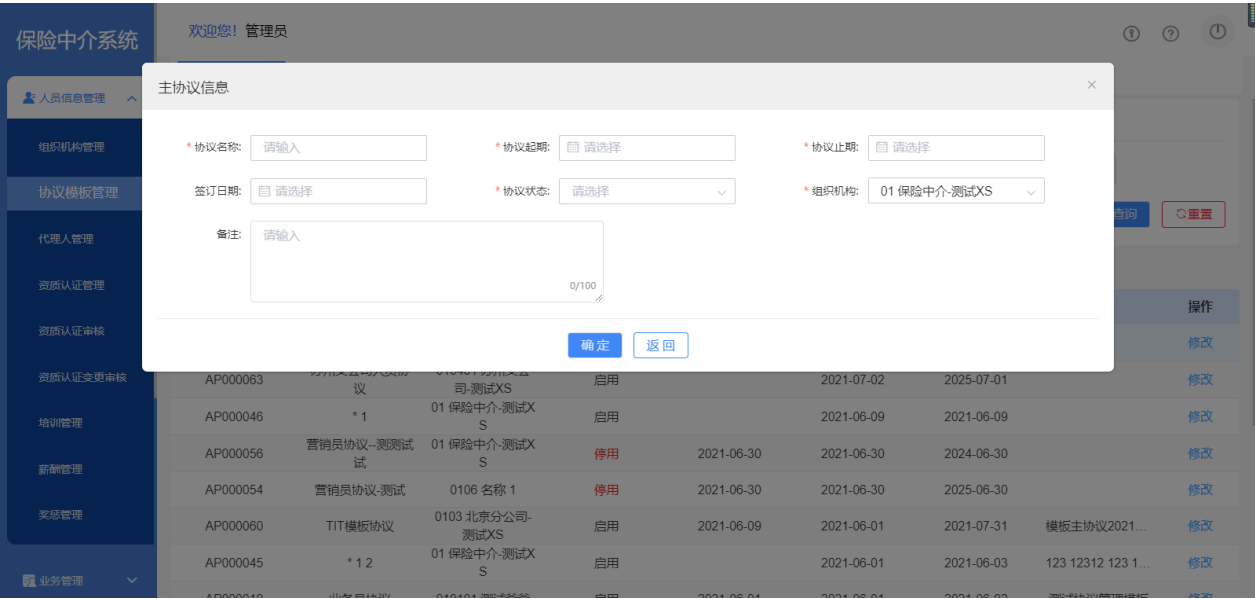 保险中介系统
欢迎您！管理员
人员信息管理
组织机构管理
协议模板管理
代理人管理
资质认证管理
资质认证审核
资质认证变更审核
培训管理
薪酬管理
奖惩管理
业务管理
主协议信息
* 协议名称: 请输入 * 协议起期: 请选择 * 协议止期: 请选择
签订日期: 请选择 * 协议状态: 请选择 * 组织机构: 01 保险中介-测试XS
备注: 请输入
0/100
确定 返回
查询 重置
操作
修改
AP000063 议 司-测试XS 启用 2021-07-02 2025-07-01 修改
AP000046 * 1 01 保险中介-测试X
S 启用 2021-06-09 2021-06-09 修改
AP000056 营销员协议--测测试
试 01 保险中介-测试X
S 停用 2021-06-30 2021-06-30 2024-06-30 修改
AP000054 营销员协议-测试 0106 名称 1 停用 2021-06-30 2021-06-30 2025-06-30 修改
AP000060 TIT模板协议 0103 北京分公司-
测试XS 启用 2021-06-09 2021-06-01 2021-07-31 模板主协议2021... 修改
AP000045 * 1 2 01 保险中介-测试X
S 启用 2021-06-01 2021-06-03 123 12312 123 1... 修改